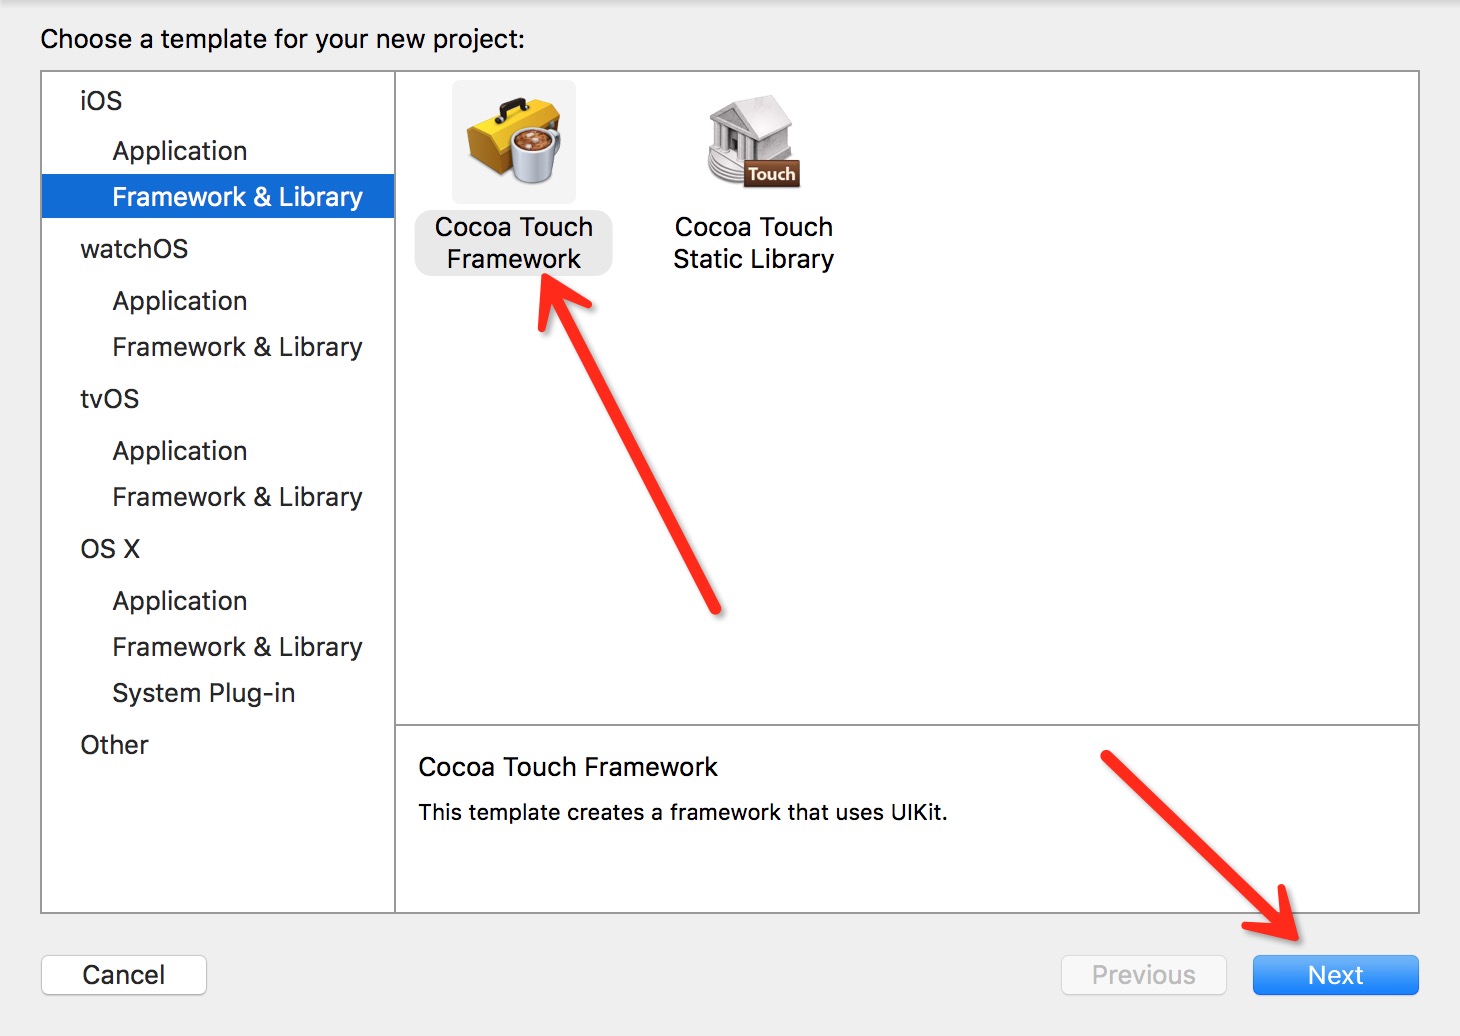 Choose a template for your new project:
iOS
Application
Framework & Library
watchOS
Application
Framework & Library
tvOS
Application
Framework & Library
OS X
Application
Framework & Library
System Plug-in
Other
Touch
Cocoa Touch
Framework
Cocoa Touch
Static Library
Cocoa Touch Framework
This template creates a framework that uses UIKit.
Cancel
Previous
Next